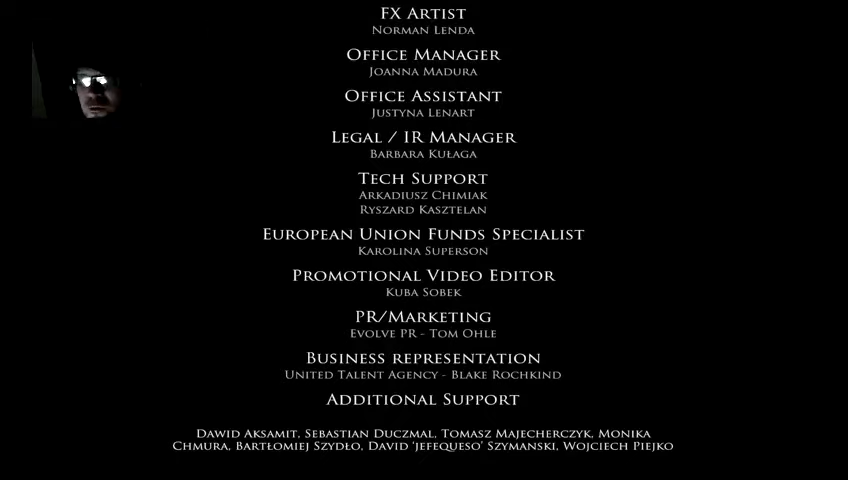 FX Artist
Norman Lenda
Office Manager
Joanna Madura
Office Assistant
Justyna Lenart
Legal / IR Manager
Barbara Kułaga
Tech Support
Arkadiusz Chimiak
Ryszard Kasztelan
European Union Funds Specialist
Karolina Superson
Promotional Video Editor
Kuba Sobek
PR/Marketing
Evolve PR - Tom Ohle
Business representation
United Talent Agency - Blake Rochkind
Additional Support
Dawid Aksamit, Sebastian Duczmal, Tomasz Majecherczyk, Monika
Chmura, Bartłomiej Szydło, David 'jefequeso' Szymanski, Wojciech Piejko